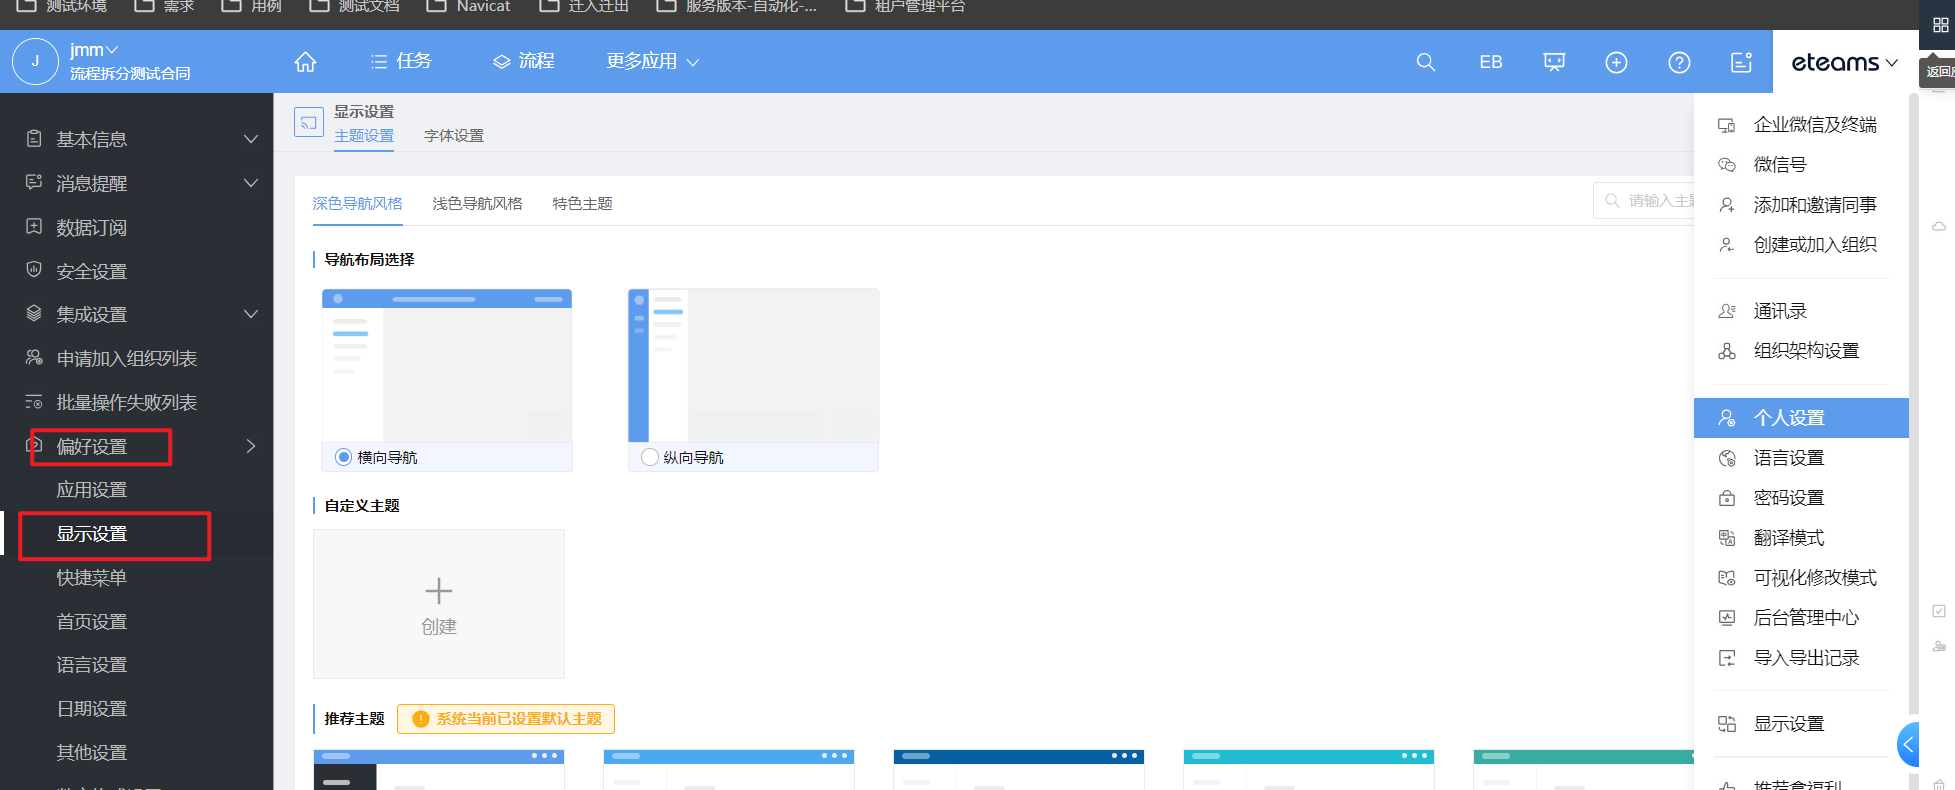 测试环境 需求 用例 测试文档 Navicat 迁入迁出 服务版本-自动化-... 租户管理平台
J
jmm
流程拆分测试合同
任务 流程 更多应用
EB
eteams
返回
基本信息
消息提醒
数据订阅
安全设置
集成设置
申请加入组织列表
批量操作失败列表
偏好设置
应用设置
显示设置
快捷菜单
首页设置
语言设置
日期设置
其他设置
显示设置
主题设置 字体设置
深色导航风格 浅色导航风格 特色主题
请输入主题
导航布局选择
横向导航 纵向导航
自定义主题
创建
推荐主题 系统当前已设置默认主题
企业微信及终端
微信号
添加和邀请同事
创建或加入组织
通讯录
组织架构设置
个人设置
语言设置
密码设置
翻译模式
可视化修改模式
后台管理中心
导入导出记录
显示设置
推荐拿福利